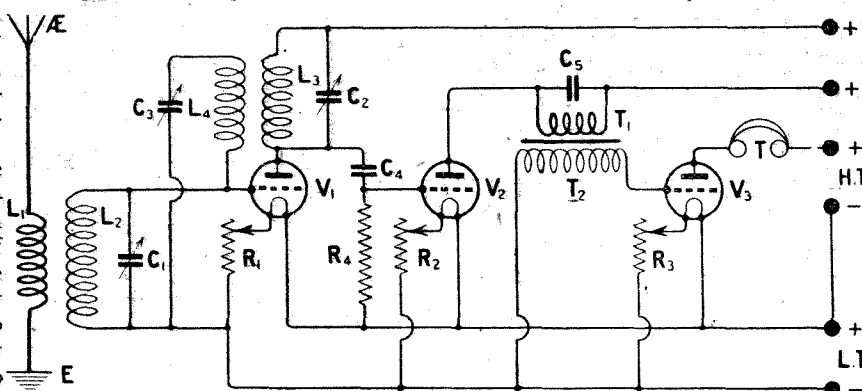 Æ
+
C₅
+
L₃
C₃
L₄
C₂
T₁
T
+
C₄
H.T
V₁
V₂
T₂
V₃
L₁
L₂
−
C₁
R₁
R₄
R₂
R₃
+
L.T
E
−